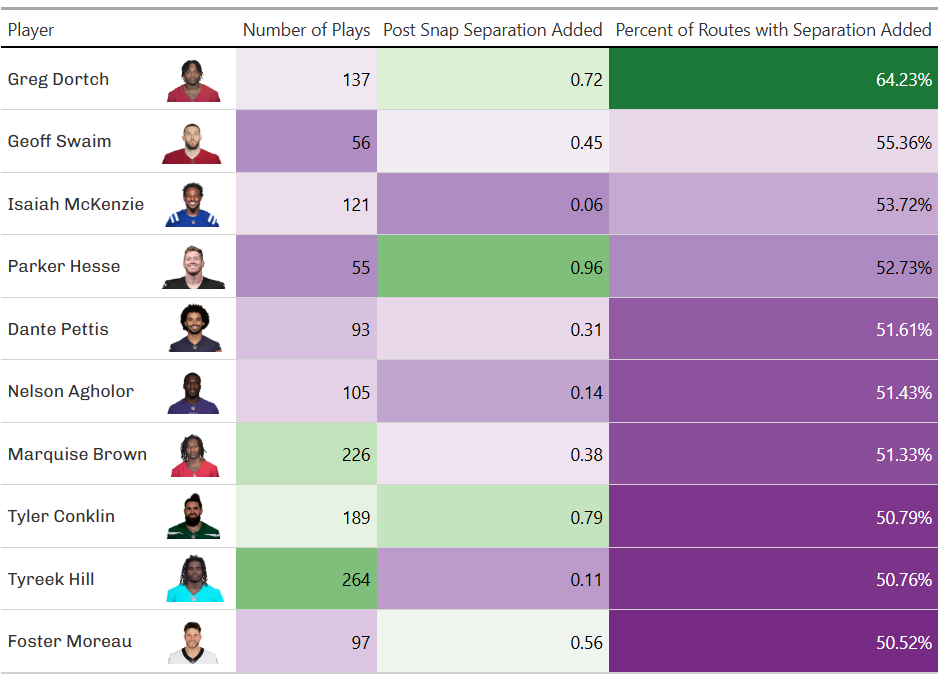 Player Number of Plays Post Snap Separation Added Percent of Routes with Separation Added
Greg Dortch 137 0.72 64.23%
Geoff Swaim 56 0.45 55.36%
Isaiah McKenzie 121 0.06 53.72%
Parker Hesse 55 0.96 52.73%
Dante Pettis 93 0.31 51.61%
Nelson Agholor 105 0.14 51.43%
Marquise Brown 226 0.38 51.33%
Tyler Conklin 189 0.79 50.79%
Tyreek Hill 264 0.11 50.76%
Foster Moreau 97 0.56 50.52%